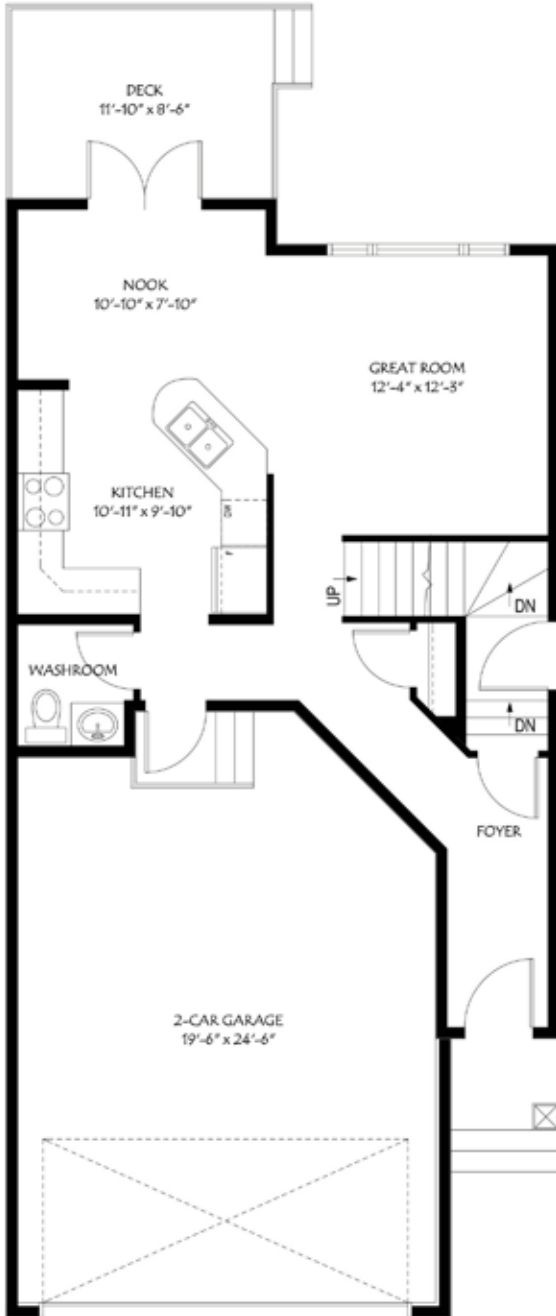 DECK
11'-10" x 8'-6"
NOOK
10'-10" x 7'-10"
GREAT ROOM
12'-4" x 12'-3"
KITCHEN
10'-11" x 9'-10"
DW
F
UP
DN
WASHROOM
DN
FOYER
2-CAR GARAGE
19'-6" x 24'-6"